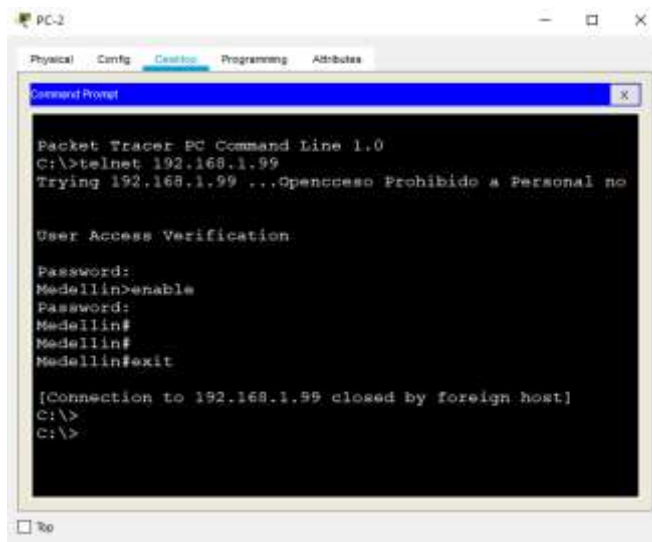 PC-2
Physical Config Desktop Programming Attributes
Command Prompt
X
Packet Tracer PC Command Line 1.0
C:\>telnet 192.168.1.99
Trying 192.168.1.99 ...Opencceso Prohibido a Personal no
User Access Verification
Password:
Medellin>enable
Password:
Medellin#
Medellin#
Medellin#exit
[Connection to 192.168.1.99 closed by foreign host]
C:\>
C:\>
Top